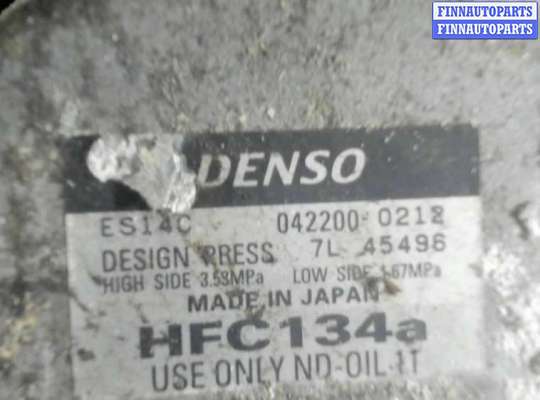 FINNAUTOPARTS
FINNAUTOPARTS
DENSO
ES14C 042200-0212
DESIGN PRESS 7L 45496
HIGH SIDE 3.53MPa LOW SIDE 1.67MPa
MADE IN JAPAN
HFC134a
USE ONLY ND-OIL 11